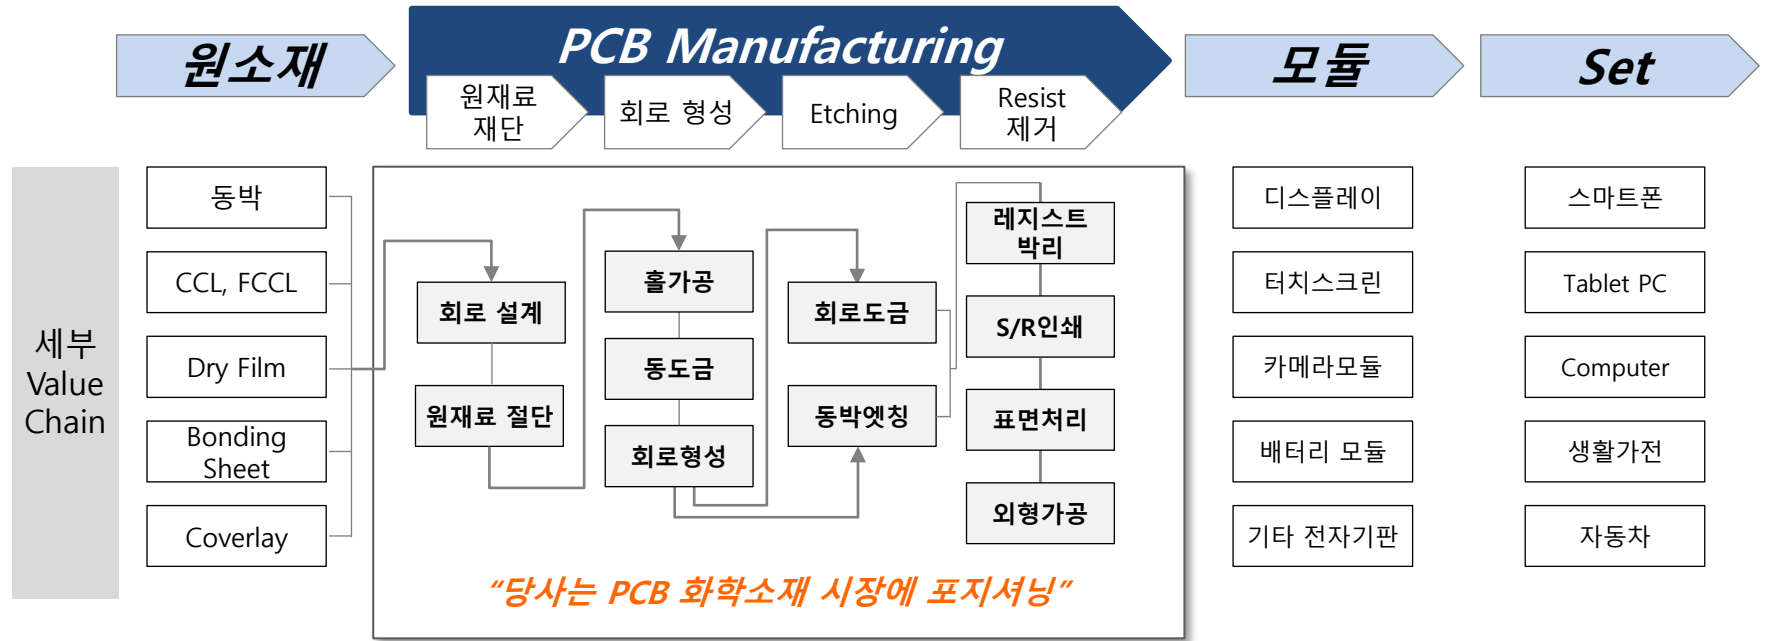 원소재
PCB Manufacturing
모듈
Set
원재료
재단
회로 형성
Etching
Resist
제거
세부
Value
Chain
동박
CCL, FCCL
Dry Film
Bonding
Sheet
Coverlay
회로 설계
원재료 절단
홀가공
동도금
회로형성
회로도금
동박엣칭
레지스트
박리
S/R인쇄
표면처리
외형가공
“당사는 PCB 화학소재 시장에 포지셔닝”
디스플레이
터치스크린
카메라모듈
배터리 모듈
기타 전자기판
스마트폰
Tablet PC
Computer
생활가전
자동차